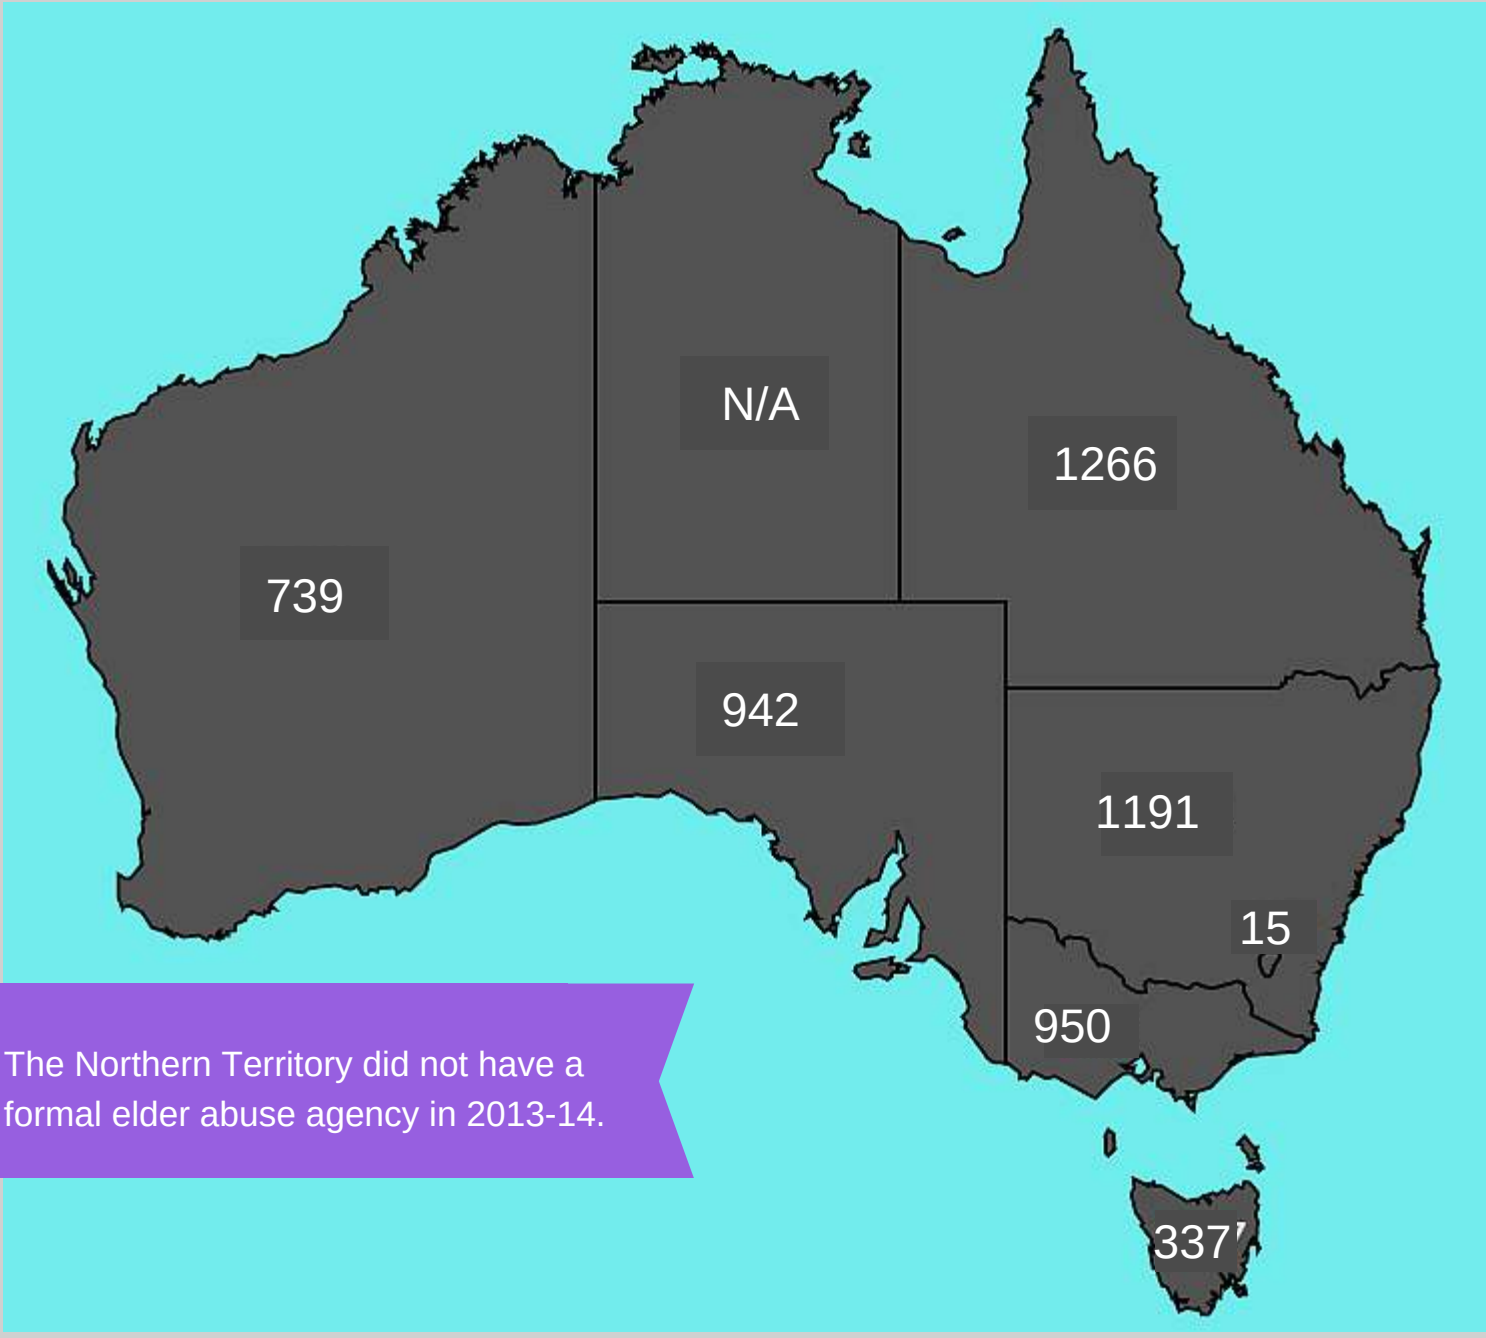 N/A
1266
739
942
1191
15
950
The Northern Territory did not have a
formal elder abuse agency in 2013-14.
337